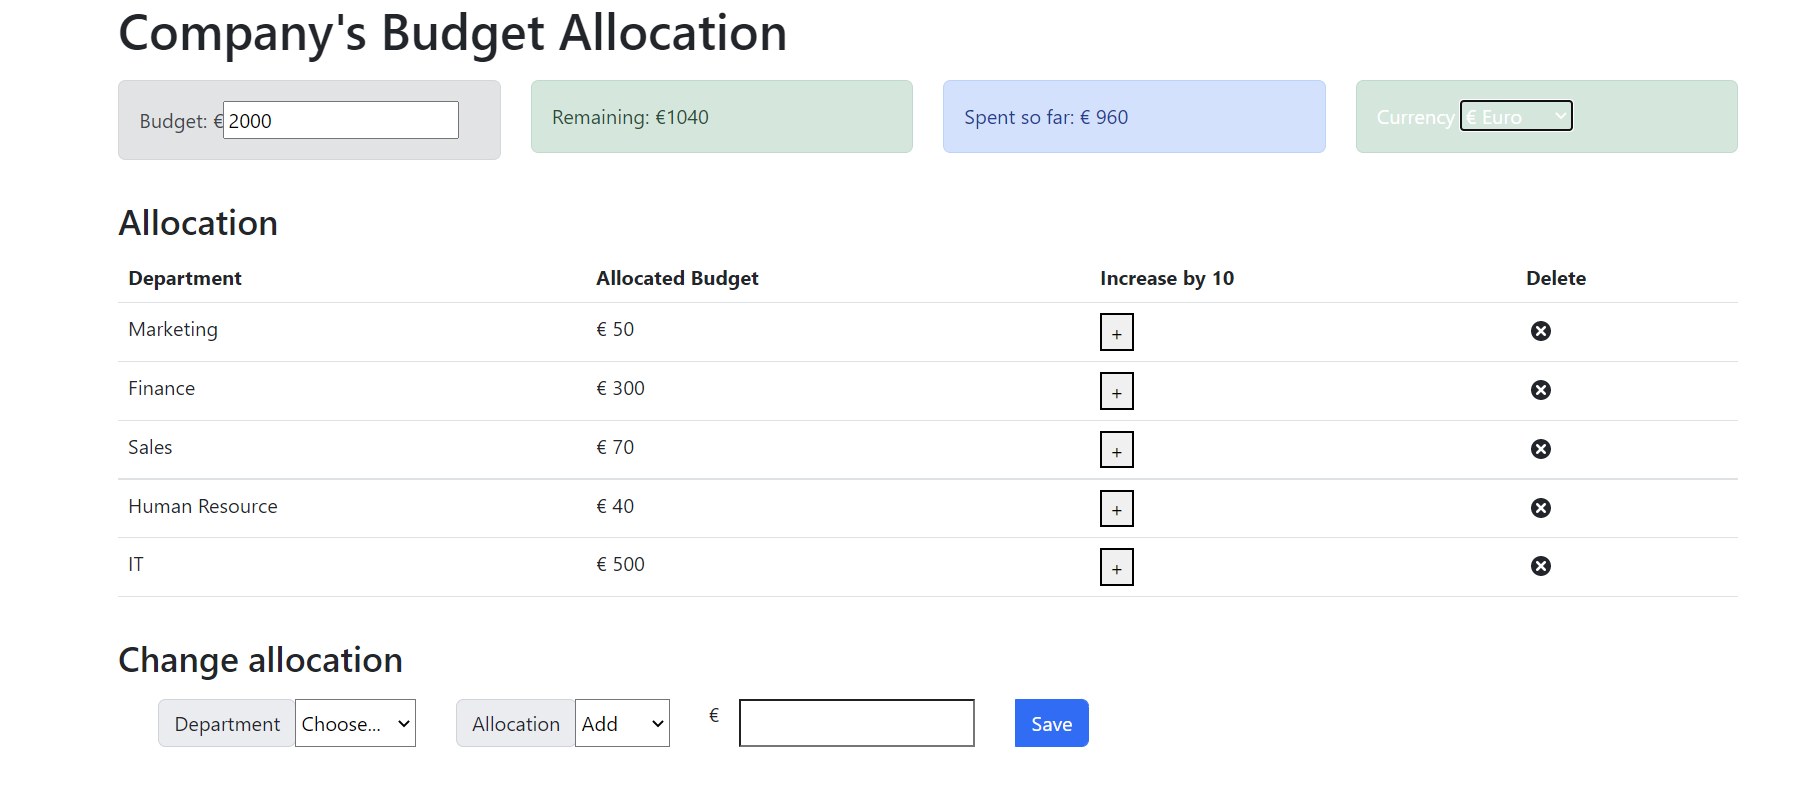 Company's Budget Allocation
Budget: €2000 Remaining: €1040 Spent so far: € 960 Currency € Euro
Allocation
Department Allocated Budget Increase by 10 Delete
Marketing € 50 +
Finance € 300 +
Sales € 70 +
Human Resource € 40 +
IT € 500 +
Change allocation
Department Choose... Allocation Add € Save